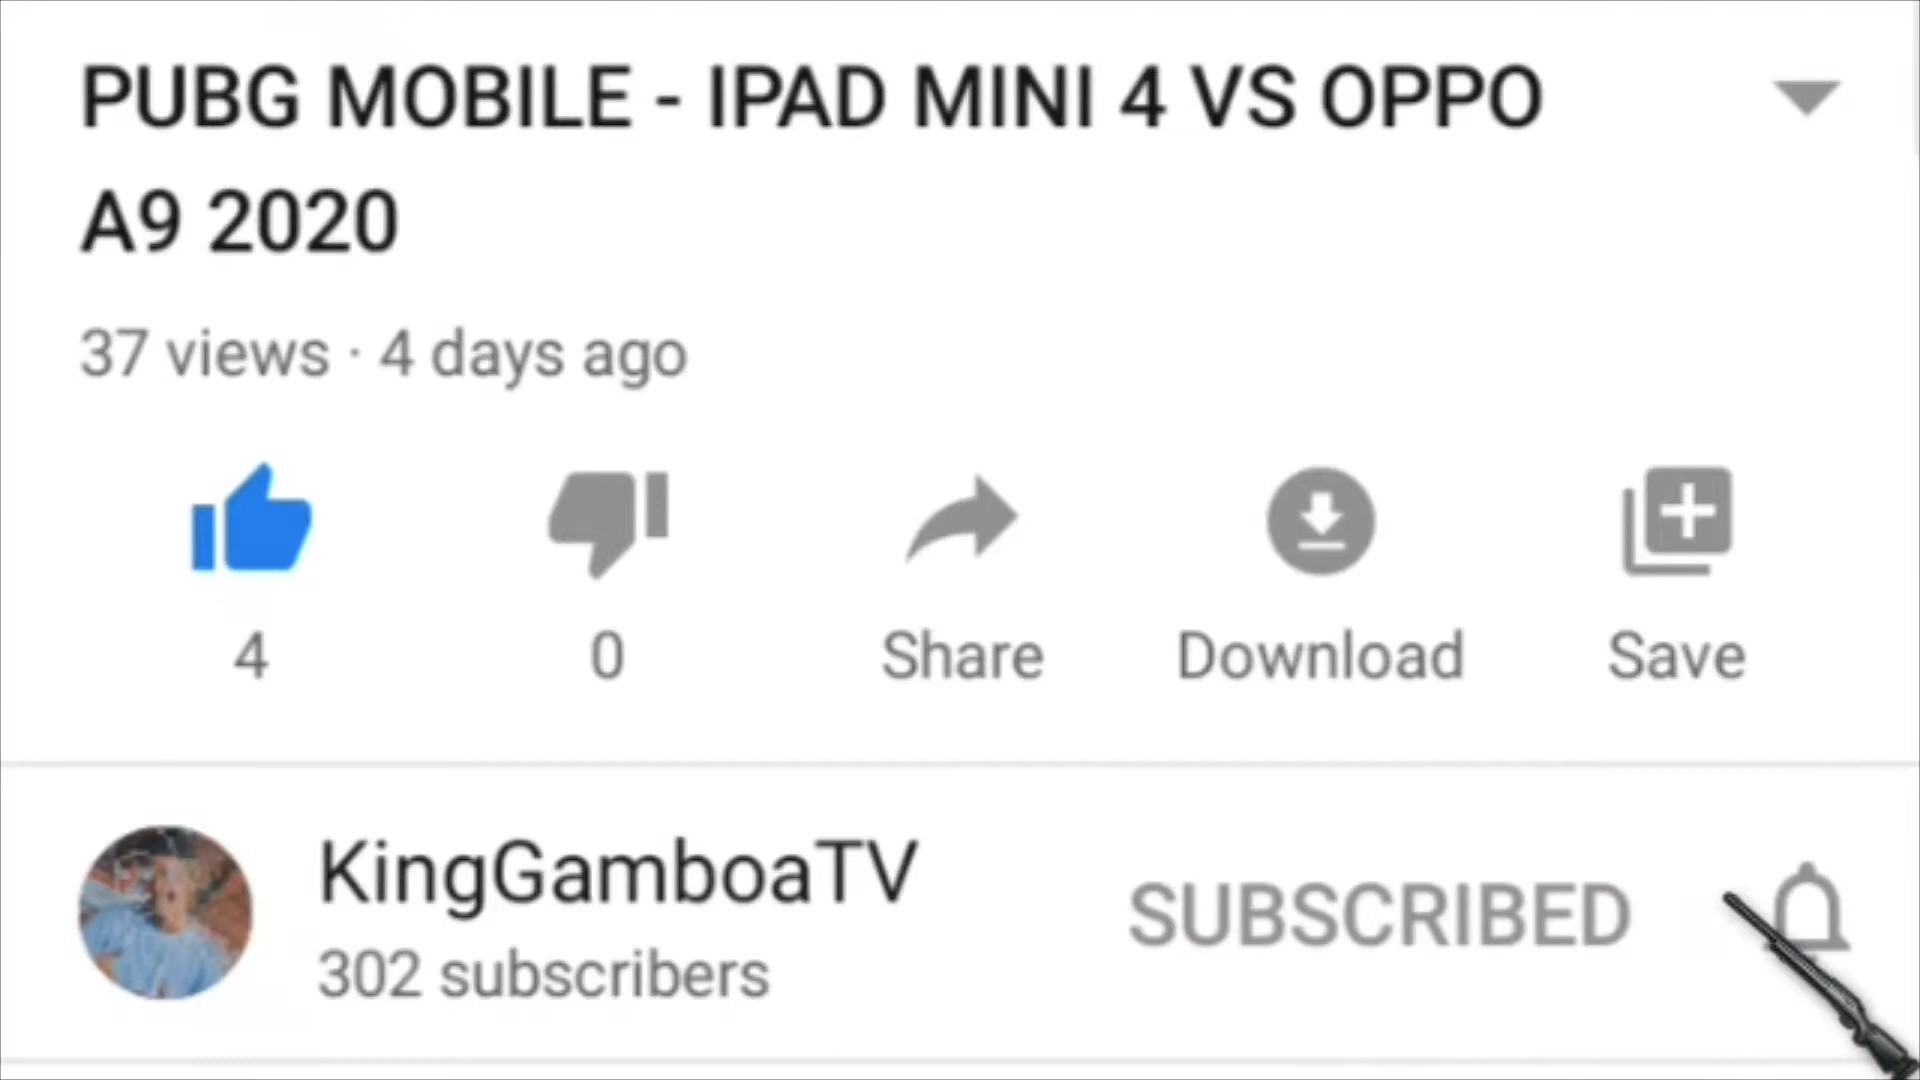 PUBG MOBILE - IPAD MINI 4 VS OPPO
A9 2020
37 views · 4 days ago
4 0 Share Download Save
KingGamboaTV
SUBSCRIBED
302 subscribers